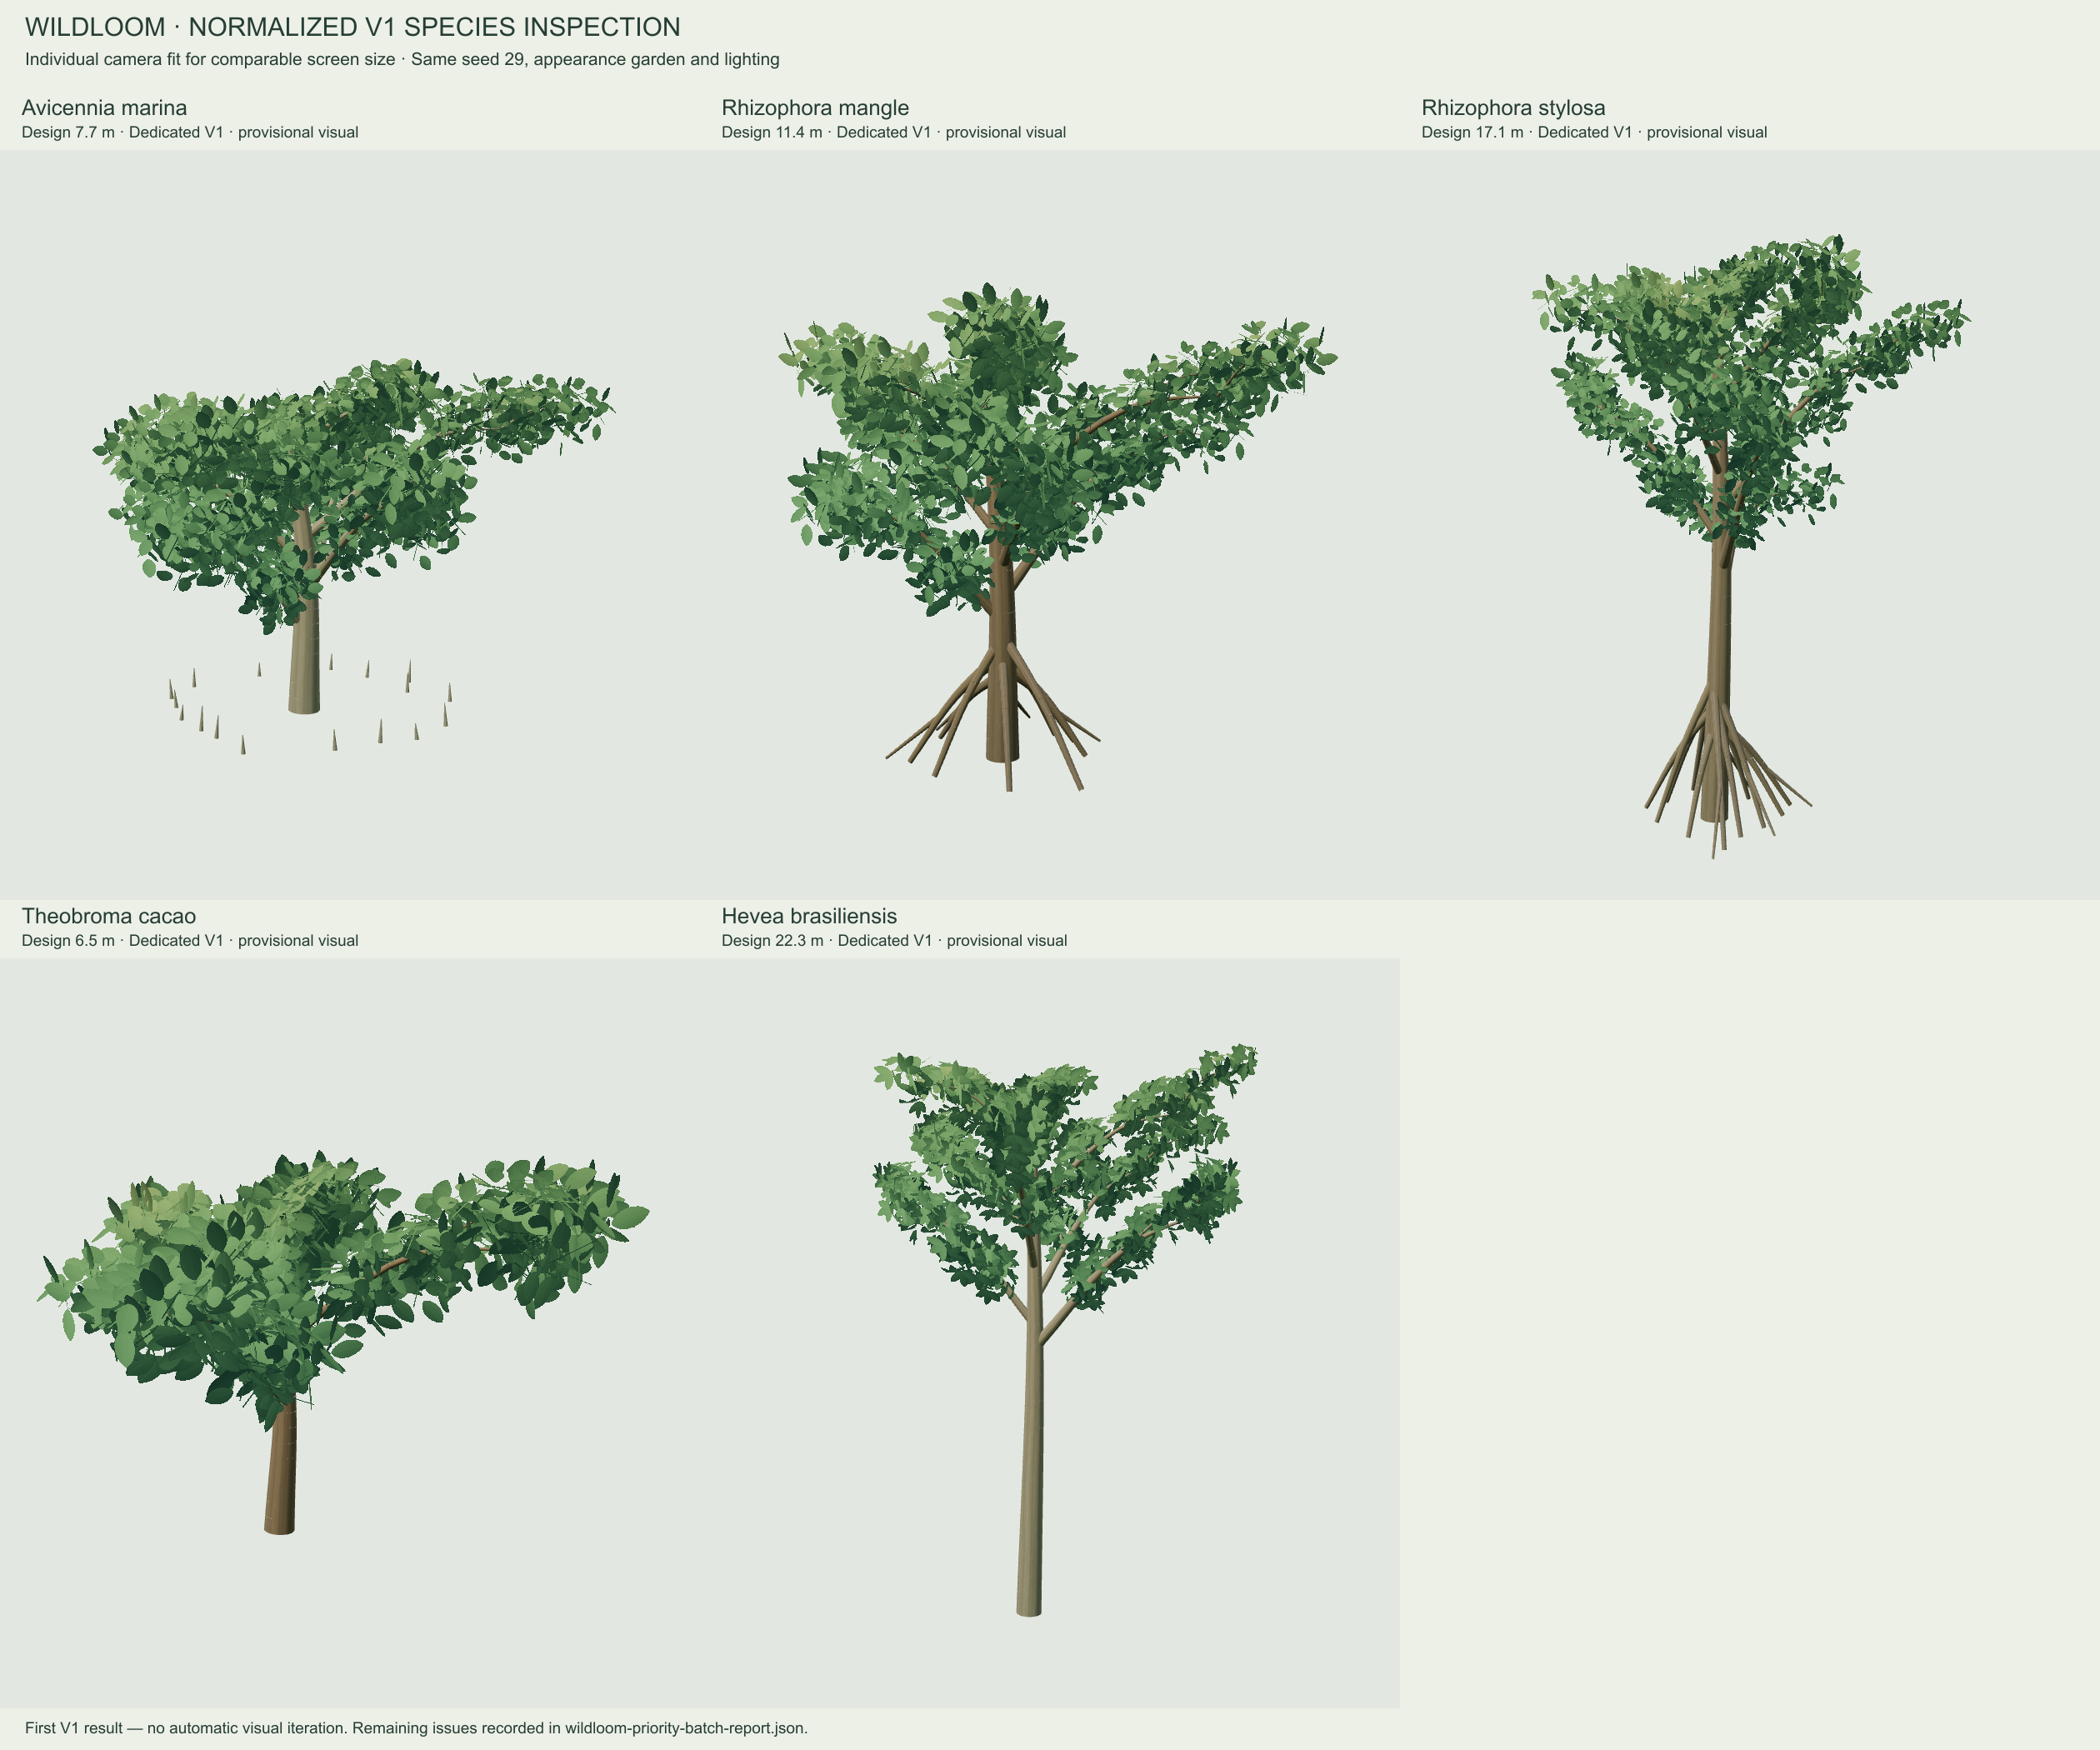 WILDLOOM · NORMALIZED V1 SPECIES INSPECTION
Individual camera fit for comparable screen size · Same seed 29, appearance garden and lighting
Avicennia marina
Design 7.7 m · Dedicated V1 · provisional visual
Rhizophora mangle
Design 11.4 m · Dedicated V1 · provisional visual
Rhizophora stylosa
Design 17.1 m · Dedicated V1 · provisional visual
Theobroma cacao
Design 6.5 m · Dedicated V1 · provisional visual
Hevea brasiliensis
Design 22.3 m · Dedicated V1 · provisional visual
First V1 result — no automatic visual iteration. Remaining issues recorded in wildloom-priority-batch-report.json.